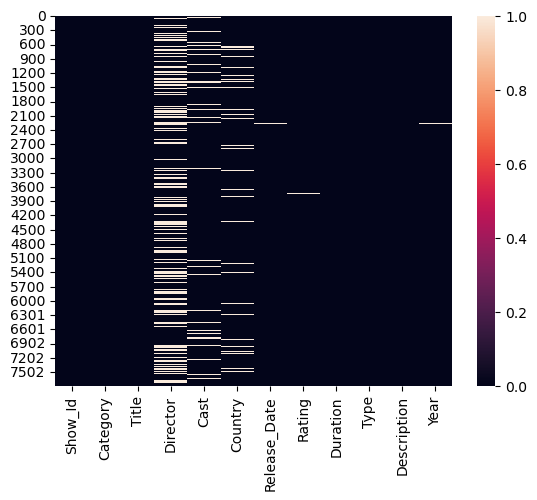 0
300
600
900
1200
1500
1800
2100
2400
2700
3000
3300
3600
3900
4200
4500
4800
5100
5400
5700
6000
6301
6601
6902
7202
7502
Show_Id
Category
Title
Director
Cast
Country
Release_Date
Rating
Duration
Type
Description
Year
1.0
0.8
0.6
0.4
0.2
0.0